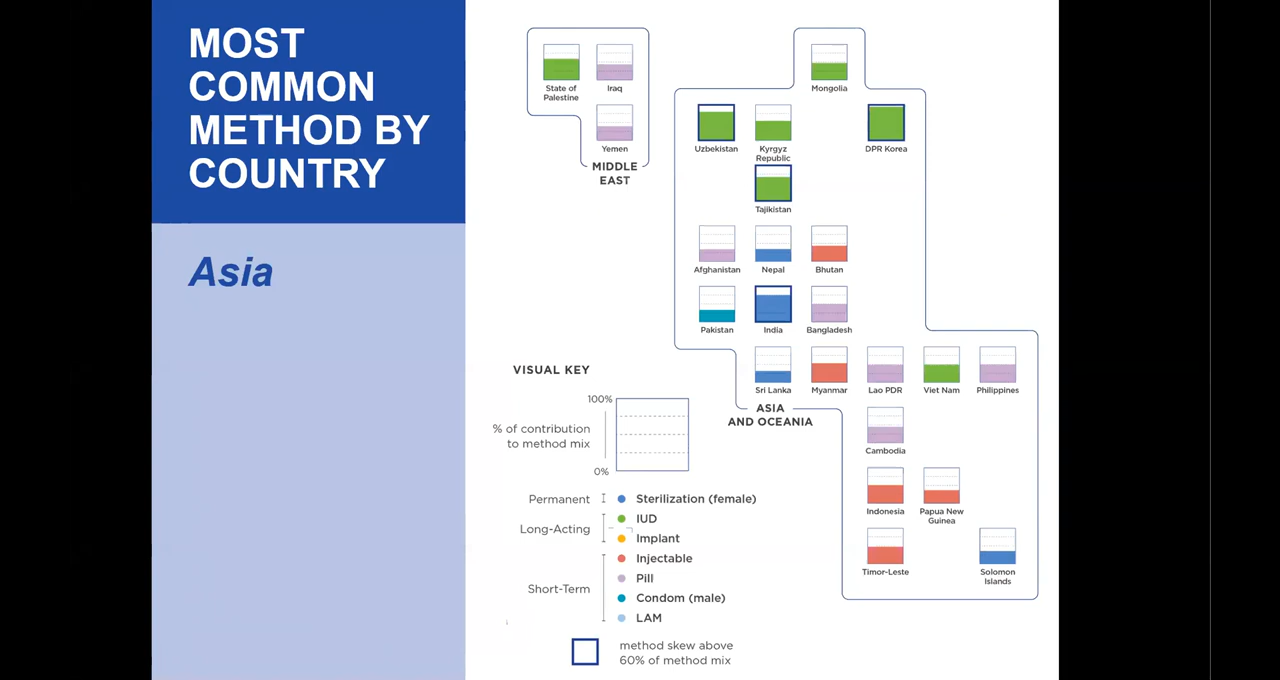 MOST
COMMON
METHOD BY
COUNTRY
Asia
State of
Palestine
Iraq
Yemen
MIDDLE
EAST
Mongolia
Uzbekistan
Kyrgyz
Republic
DPR Korea
Tajikistan
Afghanistan
Nepal
Bhutan
Pakistan
India
Bangladesh
Sri Lanka
Myanmar
Lao PDR
Viet Nam
Philippines
ASIA
AND OCEANIA
Cambodia
Indonesia
Papua New
Guinea
Timor-Leste
Solomon
Islands
VISUAL KEY
100%
% of contribution
to method mix
0%
Permanent
Sterilization (female)
Long-Acting
IUD
Implant
Short-Term
Injectable
Pill
Condom (male)
LAM
method skew above
60% of method mix